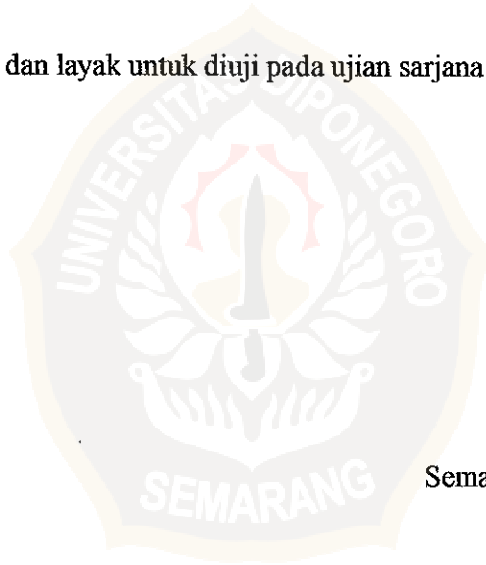 dan layak untuk diuji pada ujian sarjana
UNIVERSITAS DIPONEGORO
SEMARANG
Sema